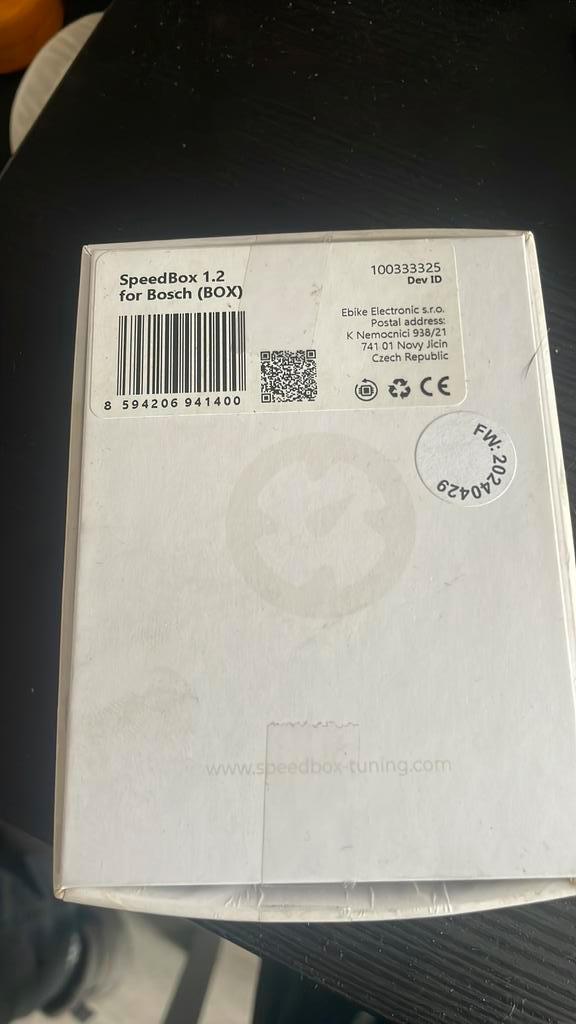 SpeedBox 1.2
for Bosch (BOX)
8 594206 941400
100333325
Dev ID
Ebike Electronic s.r.o.
Postal address:
K Nemocnici 938/21
741 01 Novy Jicin
Czech Republic
CE
FW: 20240429
www.speedbox-tuning.com